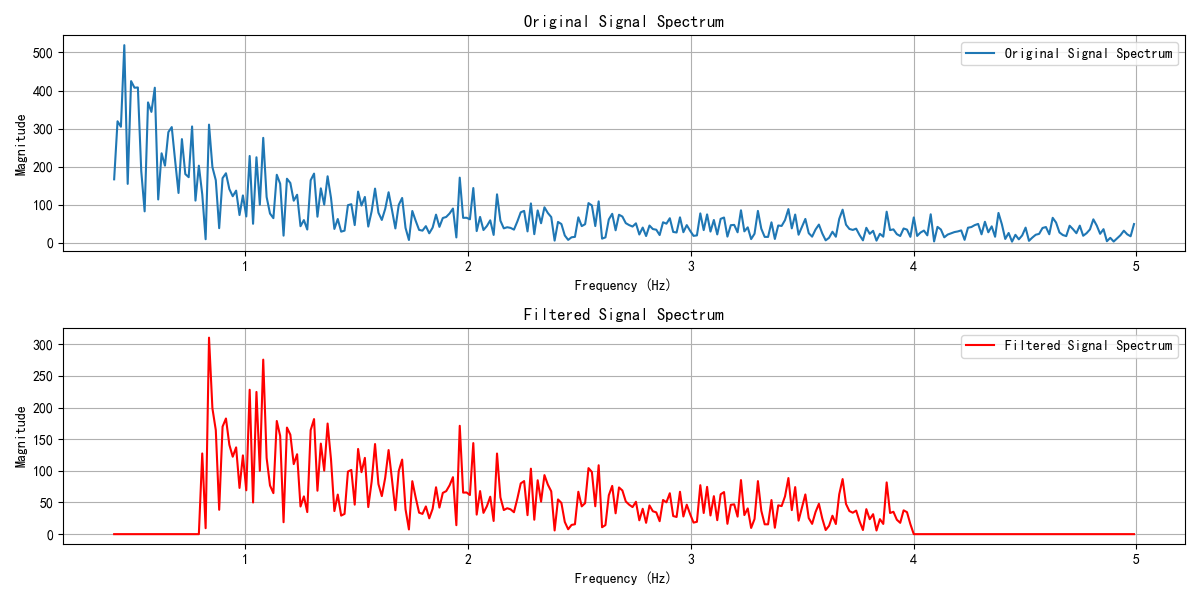 Original Signal Spectrum
Original Signal Spectrum
Magnitude
500
400
300
200
100
0
1
2
3
4
5
Frequency (Hz)
Filtered Signal Spectrum
Filtered Signal Spectrum
Magnitude
300
250
200
150
100
50
0
1
2
3
4
5
Frequency (Hz)